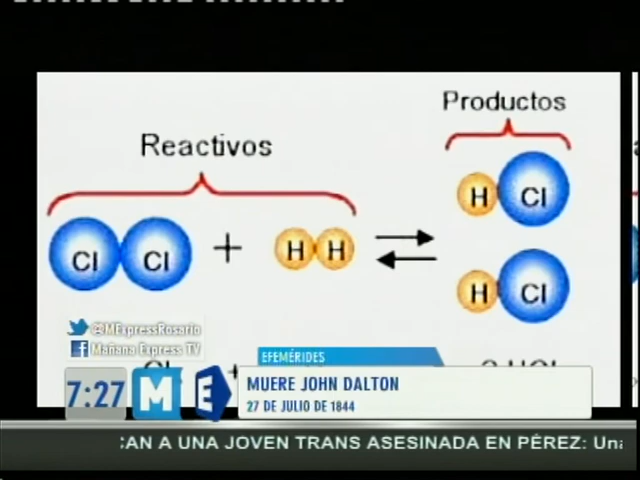 Productos
Reactivos
H Cl
Cl Cl + H H
H Cl
@MExpressRosario
Mañana Express TV
EFEMÉRIDES
7:27 M E
MUERE JOHN DALTON
27 DE JULIO DE 1844
CAN A UNA JOVEN TRANS ASESINADA EN PÉREZ: Una